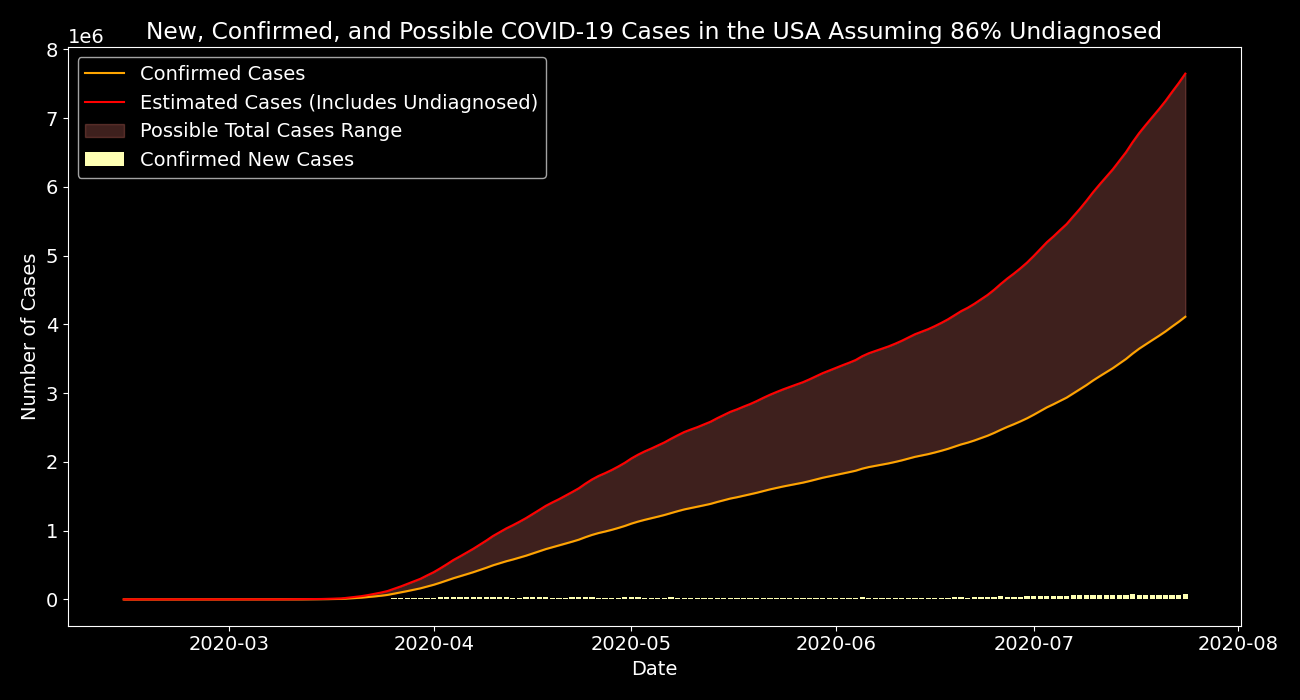 New, Confirmed, and Possible COVID-19 Cases in the USA Assuming 86% Undiagnosed
1e6
Confirmed Cases
Estimated Cases (Includes Undiagnosed)
Possible Total Cases Range
Confirmed New Cases
Number of Cases
8
7
6
5
4
3
2
1
0
2020-03 2020-04 2020-05 2020-06 2020-07 2020-08
Date